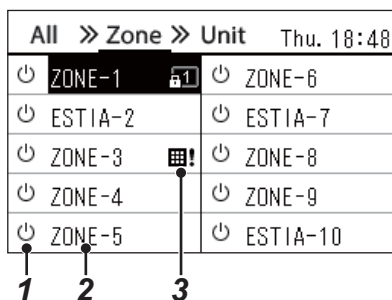 All » Zone » Unit Thu. 18:48
ZONE-1 1 ZONE-6
ESTIA-2 ESTIA-7
ZONE-3 ! ZONE-8
ZONE-4 ZONE-9
ZONE-5 ESTIA-10
1 2 3